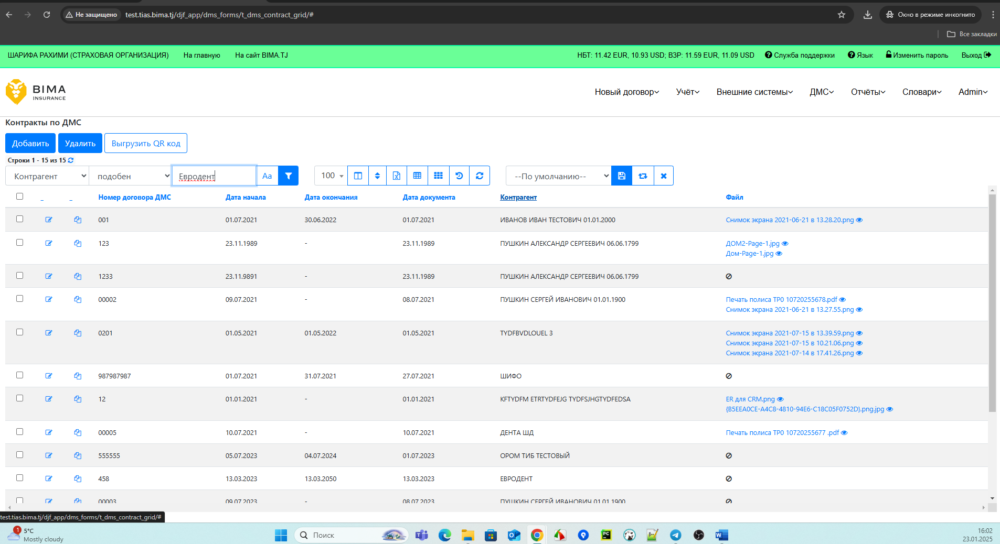 Не защищено
test.tias.bima.tj/djf_app/dms_forms/t_dms_contract_grid/#
Окно в режиме инкогнито
Все закладки
ШАРИФА РАХИМИ (СТРАХОВАЯ ОРГАНИЗАЦИЯ) На главную На сайт BIMA.TJ НБТ: 11.42 EUR, 10.93 USD; ВЗР: 11.59 EUR, 11.09 USD Служба поддержки Язык Изменить пароль Выход
BIMA
INSURANCE
Новый договор Учёт Внешние системы ДМС Отчёты Словари Admin
Контракты по ДМС
Добавить Удалить Выгрузить QR код
Строки 1 - 15 из 15
Контрагент подобен Евродент Aa 100 --По умолчанию--
Номер договора ДМС Дата начала Дата окончания Дата документа Контрагент Файл
001 01.07.2021 30.06.2022 01.07.2021 ИВАНОВ ИВАН ТЕСТОВИЧ 01.01.2000 Снимок экрана 2021-06-21 в 13.28.20.png
123 23.11.1989 - 23.11.1989 ПУШКИН АЛЕКСАНДР СЕРГЕЕВИЧ 06.06.1799 ДОМ2-Page-1.jpg
Дом-Page-1.jpg
1233 23.11.9891 - 23.11.1989 ПУШКИН АЛЕКСАНДР СЕРГЕЕВИЧ 06.06.1799
00002 09.07.2021 - 08.07.2021 ПУШКИН СЕРГЕЙ ИВАНОВИЧ 01.01.1900 Печать полиса ТР0 10720255678.pdf
Снимок экрана 2021-06-21 в 13.27.55.png
0201 01.05.2021 01.05.2022 01.05.2021 TYDFBVDLOUEL 3 Снимок экрана 2021-07-15 в 13.39.59.png
Снимок экрана 2021-07-15 в 10.21.06.png
Снимок экрана 2021-07-14 в 17.41.26.png
987987987 01.07.2021 31.07.2021 27.07.2021 ШИФО
12 01.01.2021 - 01.01.2021 KFTYDFM ETRTYDFEJG TYDFSJHGTYDFEDSA ER для CRM.png
{B5EEA0CE-A4C8-4810-94E6-C18C05F0752D}.png.jpg
00005 10.07.2021 - 10.07.2021 ДЕНТА ШД Печать полиса ТР0 10720255677 .pdf
555555 05.07.2023 04.07.2024 01.07.2023 ОРОМ ТИБ ТЕСТОВЫЙ
458 13.03.2023 13.03.2050 13.03.2023 ЕВРОДЕНТ
00003 09.07.2023 - 08.07.2023 ПУШКИН СЕРГЕЙ ИВАНОВИЧ 01.01.1900
test.tias.bima.tj/djf_app/dms_forms/t_dms_contract_grid/#
1
5°C
Mostly cloudy
Поиск
PC
W
16:02
23.01.2025